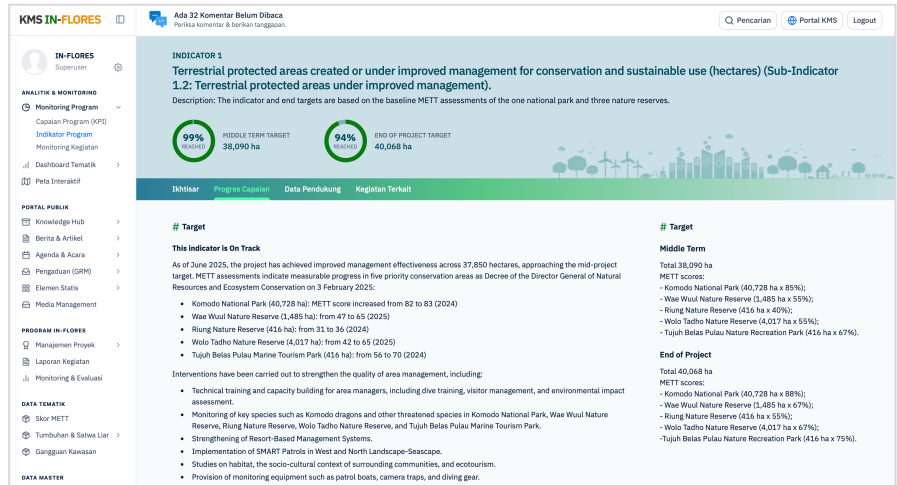 KMS IN-FLORES
Ada 32 Komentar Belum Dibaca
Periksa komentar & berikan tanggapan.
Pencarian
Portal KMS
Logout
IN-FLORES
Superuser
ANALITIK & MONITORING
Monitoring Program
Capaian Program (KPI)
Indikator Program
Monitoring Kegiatan
Dashboard Tematik
Peta Interaktif
PORTAL PUBLIK
Knowledge Hub
Berita & Artikel
Agenda & Acara
Pengaduan (GRM)
Elemen Statis
Media Management
PROGRAM IN-FLORES
Manajemen Proyek
Laporan Kegiatan
Monitoring & Evaluasi
DATA TEMATIK
Skor METT
Tumbuhan & Satwa Liar
Gangguan Kawasan
DATA MASTER
INDICATOR 1
Terrestrial protected areas created or under improved management for conservation and sustainable use (hectares) (Sub-Indicator
1.2: Terrestrial protected areas under improved management).
Description: The indicator and end targets are based on the baseline METT assessments of the one national park and three nature reserves.
99%
REACHED
MIDDLE TERM TARGET
38,090 ha
94%
REACHED
END OF PROJECT TARGET
40,068 ha
Ikhtisar
Progres Capaian
Data Pendukung
Kegiatan Terkait
# Target
This indicator is On Track
As of June 2025, the project has achieved improved management effectiveness across 37,850 hectares, approaching the mid-project
target. METT assessments indicate measurable progress in five priority conservation areas as Decree of the Director General of Natural
Resources and Ecosystem Conservation on 3 February 2025:
• Komodo National Park (40,728 ha): METT score increased from 82 to 83 (2024)
• Wae Wuul Nature Reserve (1,485 ha): from 47 to 65 (2025)
• Riung Nature Reserve (416 ha): from 31 to 36 (2024)
• Wolo Tadho Nature Reserve (4,017 ha): from 42 to 65 (2025)
• Tujuh Belas Pulau Marine Tourism Park (416 ha): from 56 to 70 (2024)
Interventions have been carried out to strengthen the quality of area management, including:
• Technical training and capacity building for area managers, including dive training, visitor management, and environmental impact
assessment.
• Monitoring of key species such as Komodo dragons and other threatened species in Komodo National Park, Wae Wuul Nature
Reserve, Riung Nature Reserve, Wolo Tadho Nature Reserve, and Tujuh Belas Pulau Marine Tourism Park.
• Strengthening of Resort-Based Management Systems.
• Implementation of SMART Patrols in West and North Landscape-Seascape.
• Studies on habitat, the socio-cultural context of surrounding communities, and ecotourism.
• Provision of monitoring equipment such as patrol boats, camera traps, and diving gear.
# Target
Middle Term
Total 38,090 ha
METT scores:
- Komodo National Park (40,728 ha x 85%);
- Wae Wuul Nature Reserve (1,485 ha x 55%);
- Riung Nature Reserve (416 ha x 40%);
- Wolo Tadho Nature Reserve (4,017 ha x 55%);
- Tujuh Belas Pulau Nature Recreation Park (416 ha x 67%).
End of Project
Total 40,068 ha
METT scores:
- Komodo National Park (40,728 ha x 88%);
- Wae Wuul Nature Reserve (1,485 ha x 67%);
- Riung Nature Reserve (416 ha x 55%);
- Wolo Tadho Nature Reserve (4,017 ha x 67%);
-Tujuh Belas Pulau Nature Recreation Park (416 ha x 75%).